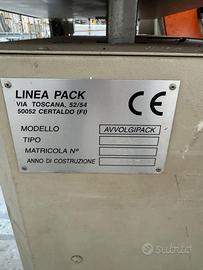 LINEA PACK
VIA TOSCANA, 52/54
50052 CERTALDO (FI)
CE
MODELLO AVVOLGIPACK
TIPO
MATRICOLA N°
ANNO DI COSTRUZIONE
subito